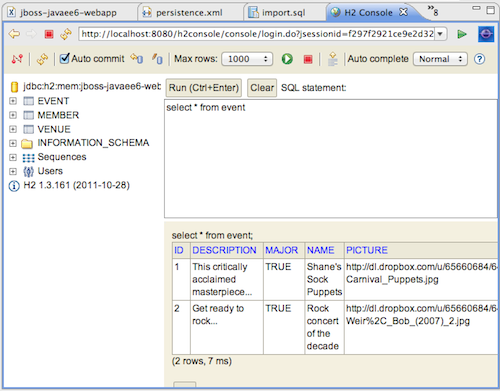 jboss-javaee6-webapp
persistence.xml
import.sql
H2 Console
»8
http://localhost:8080/h2console/console/login.do?jsessionid=f297f2921ce9e2d32
Auto commit
Max rows: 1000
Auto complete Normal
jdbc:h2:mem:jboss-javaee6-web
EVENT
MEMBER
VENUE
INFORMATION_SCHEMA
Sequences
Users
H2 1.3.161 (2011-10-28)
Run (Ctrl+Enter) Clear SQL statement:
select * from event
select * from event;
ID DESCRIPTION MAJOR NAME PICTURE
1 This critically TRUE Shane's http://dl.dropbox.com/u/65660684/6
acclaimed Sock Carnival_Puppets.jpg
masterpiece... Puppets
2 Get ready to TRUE Rock http://dl.dropbox.com/u/65660684/6
rock... concert Weir%2C_Bob_(2007)_2.jpg
of the
decade
(2 rows, 7 ms)